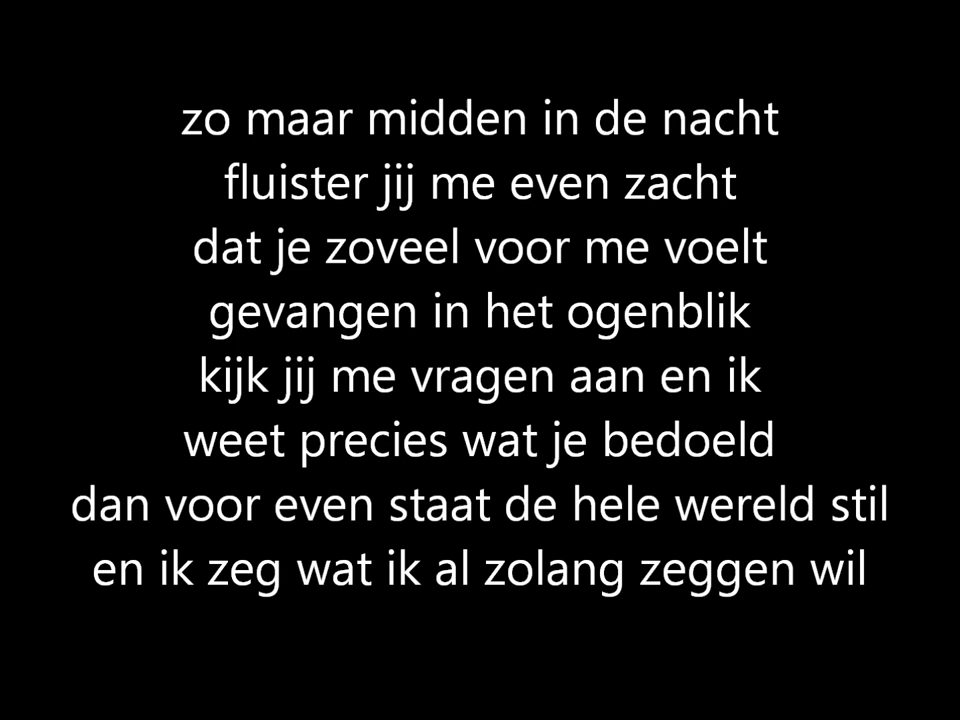 zo maar midden in de nacht
fluister jij me even zacht
dat je zoveel voor me voelt
gevangen in het ogenblik
kijk jij me vragen aan en ik
weet precies wat je bedoeld
dan voor even staat de hele wereld stil
en ik zeg wat ik al zolang zeggen wil